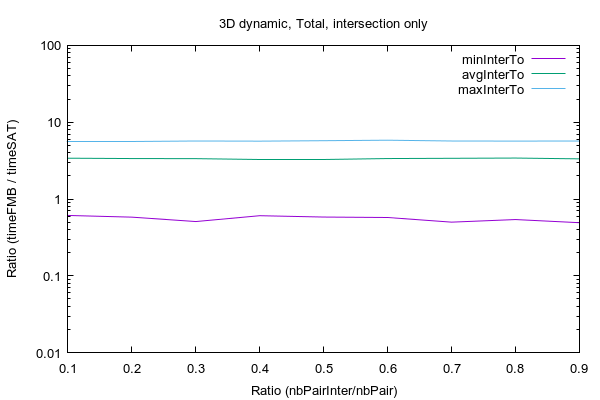 3D dynamic, Total, intersection only
100
10
1
0.1
0.01
Ratio (timeFMB / timeSAT)
minInterTo
avgInterTo
maxInterTo
0.1 0.2 0.3 0.4 0.5 0.6 0.7 0.8 0.9
Ratio (nbPairInter/nbPair)